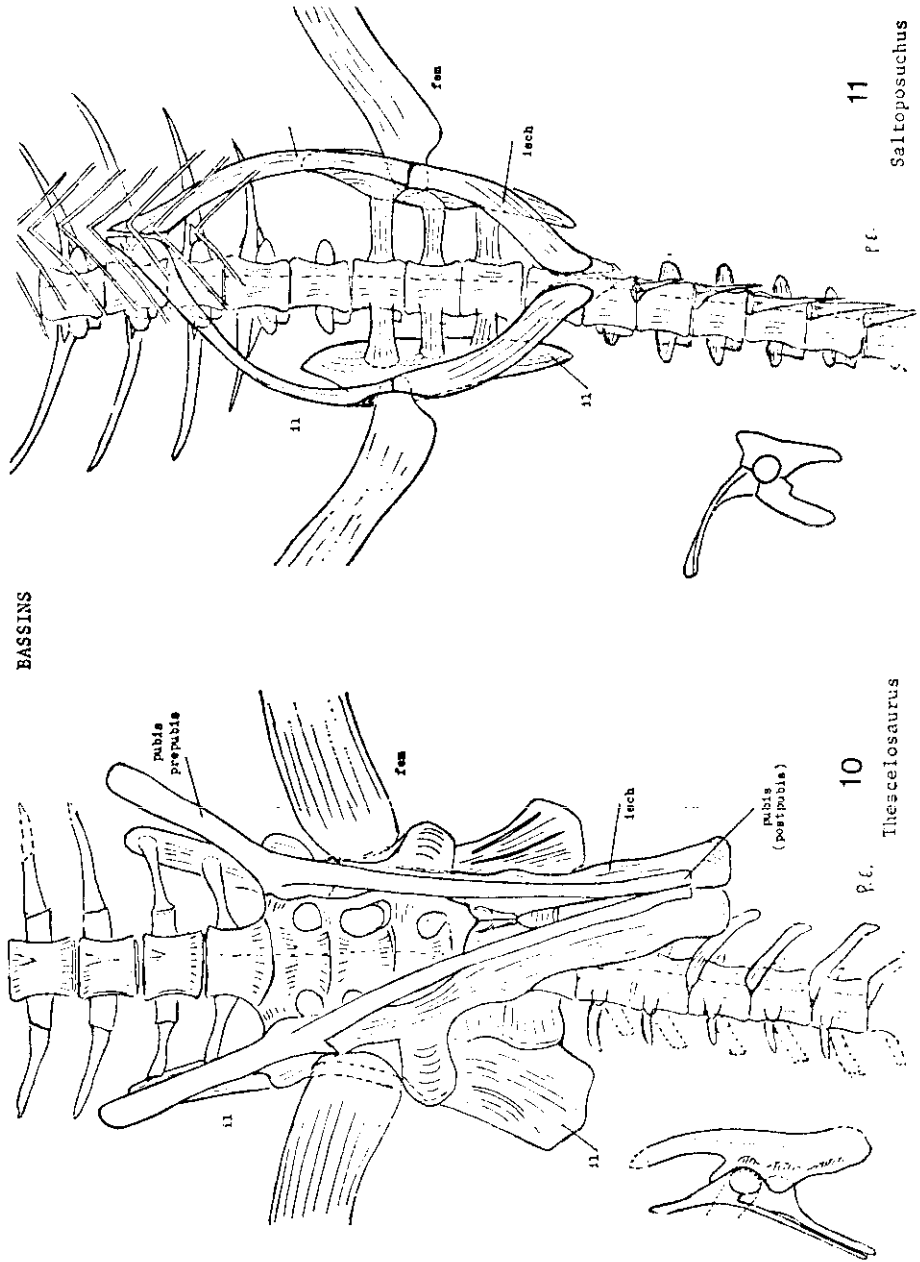 BASSINS
pubis
prepubis
fem
il
isch
pubis
(postpubis)
il
10
P.E.
Thescelosaurus
fem
isch
il
il
11
P.E.
Saltoposuchus